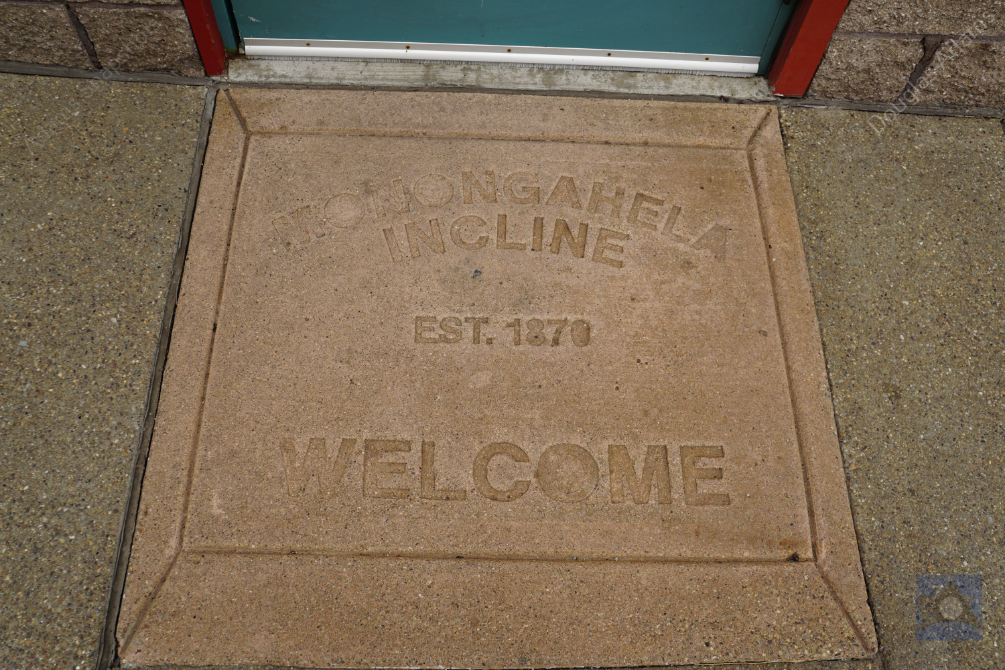 MONONGAHELA
INCLINE
EST. 1870
WELCOME